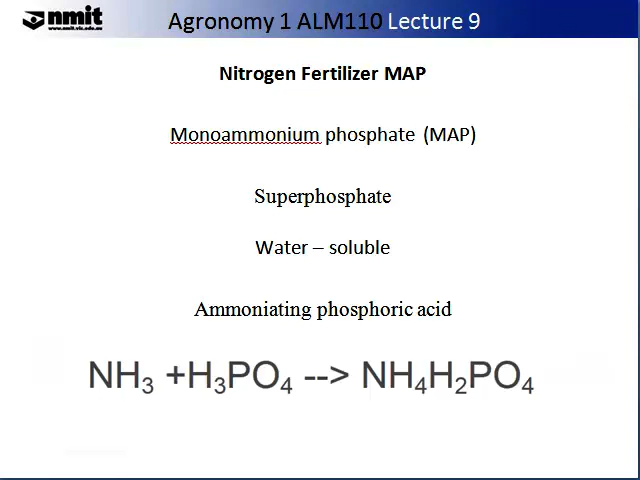 nmit
www.nmit.vic.edu.au
Agronomy 1 ALM110 Lecture 9
Nitrogen Fertilizer MAP
Monoammonium phosphate (MAP)
Superphosphate
Water – soluble
Ammoniating phosphoric acid
NH₃ +H₃PO₄ --> NH₄H₂PO₄